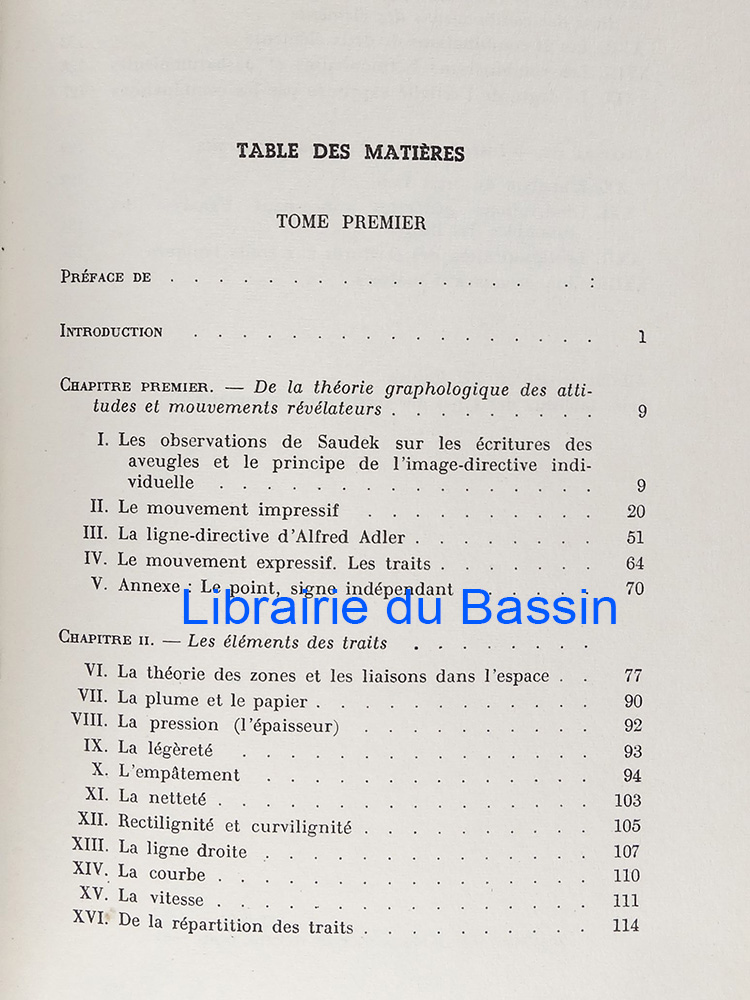 TABLE DES MATIÈRES
TOME PREMIER
PRÉFACE DE . . . . . . . . . . . . . . . . . :
INTRODUCTION . . . . . . . . . . . . . . . . . 1
CHAPITRE PREMIER. — De la théorie graphologique des atti-
tudes et mouvements révélateurs . . . . . . . . . 9
I. Les observations de Saudek sur les écritures des
aveugles et le principe de l'image-directive indi-
viduelle . . . . . . . . . . . . . . . . 9
II. Le mouvement impressif . . . . . . . . . . 20
III. La ligne-directive d'Alfred Adler . . . . . . . . 51
IV. Le mouvement expressif. Les traits . . . . . . . 64
V. Annexe : Le point, signe indépendant . . . . . . 70
Librairie du Bassin
CHAPITRE II. — Les éléments des traits . . . . . . . .
VI. La théorie des zones et les liaisons dans l'espace . . 77
VII. La plume et le papier . . . . . . . . . . . . 90
VIII. La pression (l'épaisseur) . . . . . . . . . . 92
IX. La légèreté . . . . . . . . . . . . . . . 93
X. L'empâtement . . . . . . . . . . . . . . 94
XI. La netteté . . . . . . . . . . . . . . . . 103
XII. Rectilignité et curvilignité . . . . . . . . . . 105
XIII. La ligne droite . . . . . . . . . . . . . . 107
XIV. La courbe . . . . . . . . . . . . . . . . 110
XV. La vitesse . . . . . . . . . . . . . . . . 111
XVI. De la répartition des traits . . . . . . . . . . 114